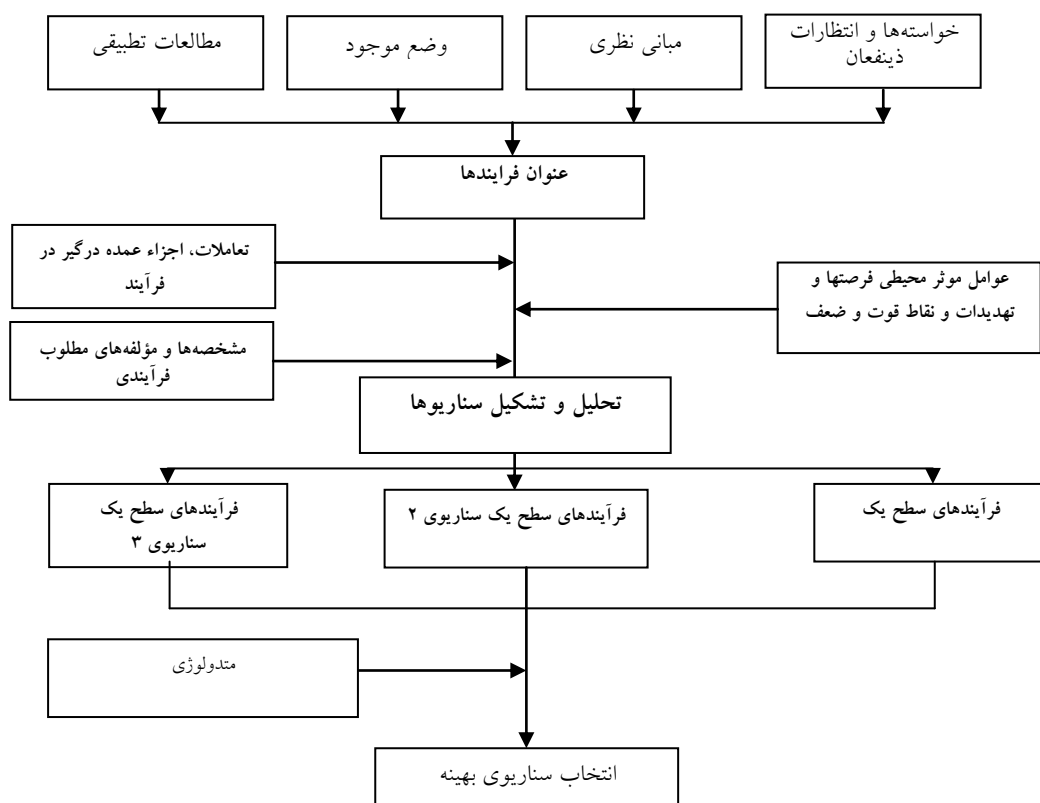 خواسته‌ها و انتظارات
ذینفعان
مبانی نظری
وضع موجود
مطالعات تطبیقی
عنوان فرایندها
تعاملات، اجزاء عمده درگیر در
فرآیند
عوامل موثر محیطی فرصتها و
تهدیدات و نقاط قوت و ضعف
مشخصه‌ها و مؤلفه‌های مطلوب
فرآیندی
تحلیل و تشکیل سناریوها
فرآیندهای سطح یک
فرآیندهای سطح یک سناریوی ۲
فرآیندهای سطح یک
سناریوی ۳
متدولوژی
انتخاب سناریوی بهینه